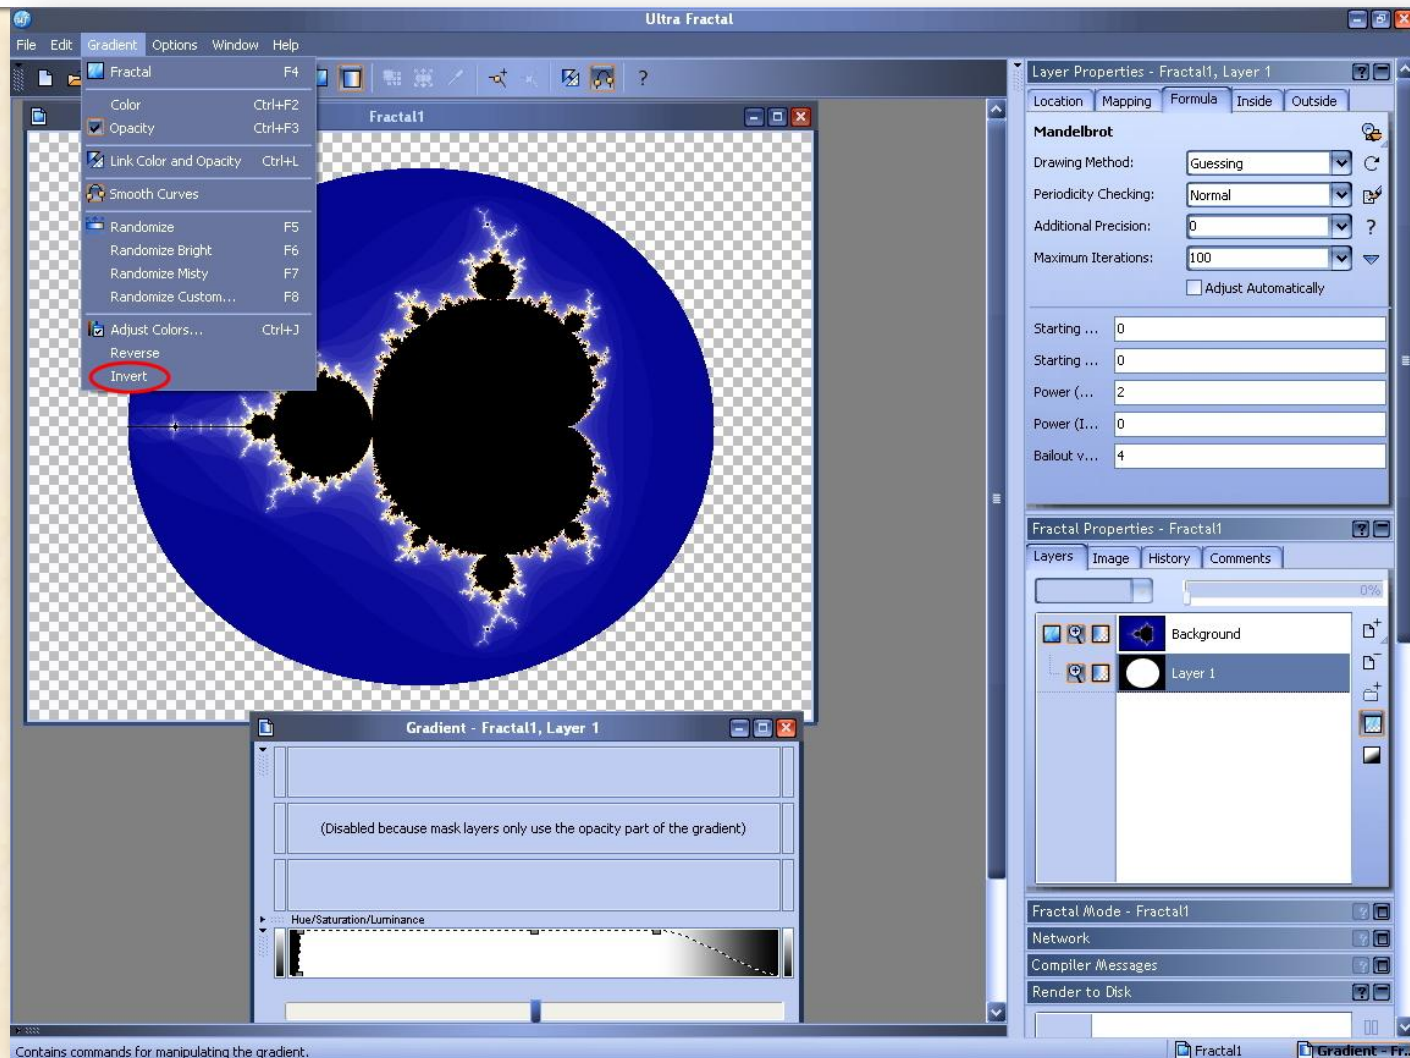 Ultra Fractal
File Edit Gradient Options Window Help
Fractal F4
Color Ctrl+F2
Opacity Ctrl+F3
Link Color and Opacity Ctrl+L
Smooth Curves
Randomize F5
Randomize Bright F6
Randomize Misty F7
Randomize Custom... F8
Adjust Colors... Ctrl+J
Reverse
Invert
Fractal1
Layer Properties - Fractal1, Layer 1
Location Mapping Formula Inside Outside
Mandelbrot
Drawing Method: Guessing
Periodicity Checking: Normal
Additional Precision: 0
Maximum Iterations: 100
Adjust Automatically
Starting ... 0
Starting ... 0
Power (... 2
Power (I... 0
Bailout v... 4
Fractal Properties - Fractal1
Layers Image History Comments
0%
Background
Layer 1
Gradient - Fractal1, Layer 1
(Disabled because mask layers only use the opacity part of the gradient)
Hue/Saturation/Luminance
Fractal Mode - Fractal1
Network
Compiler Messages
Render to Disk
Contains commands for manipulating the gradient.
Fractal1
Gradient - Fr...